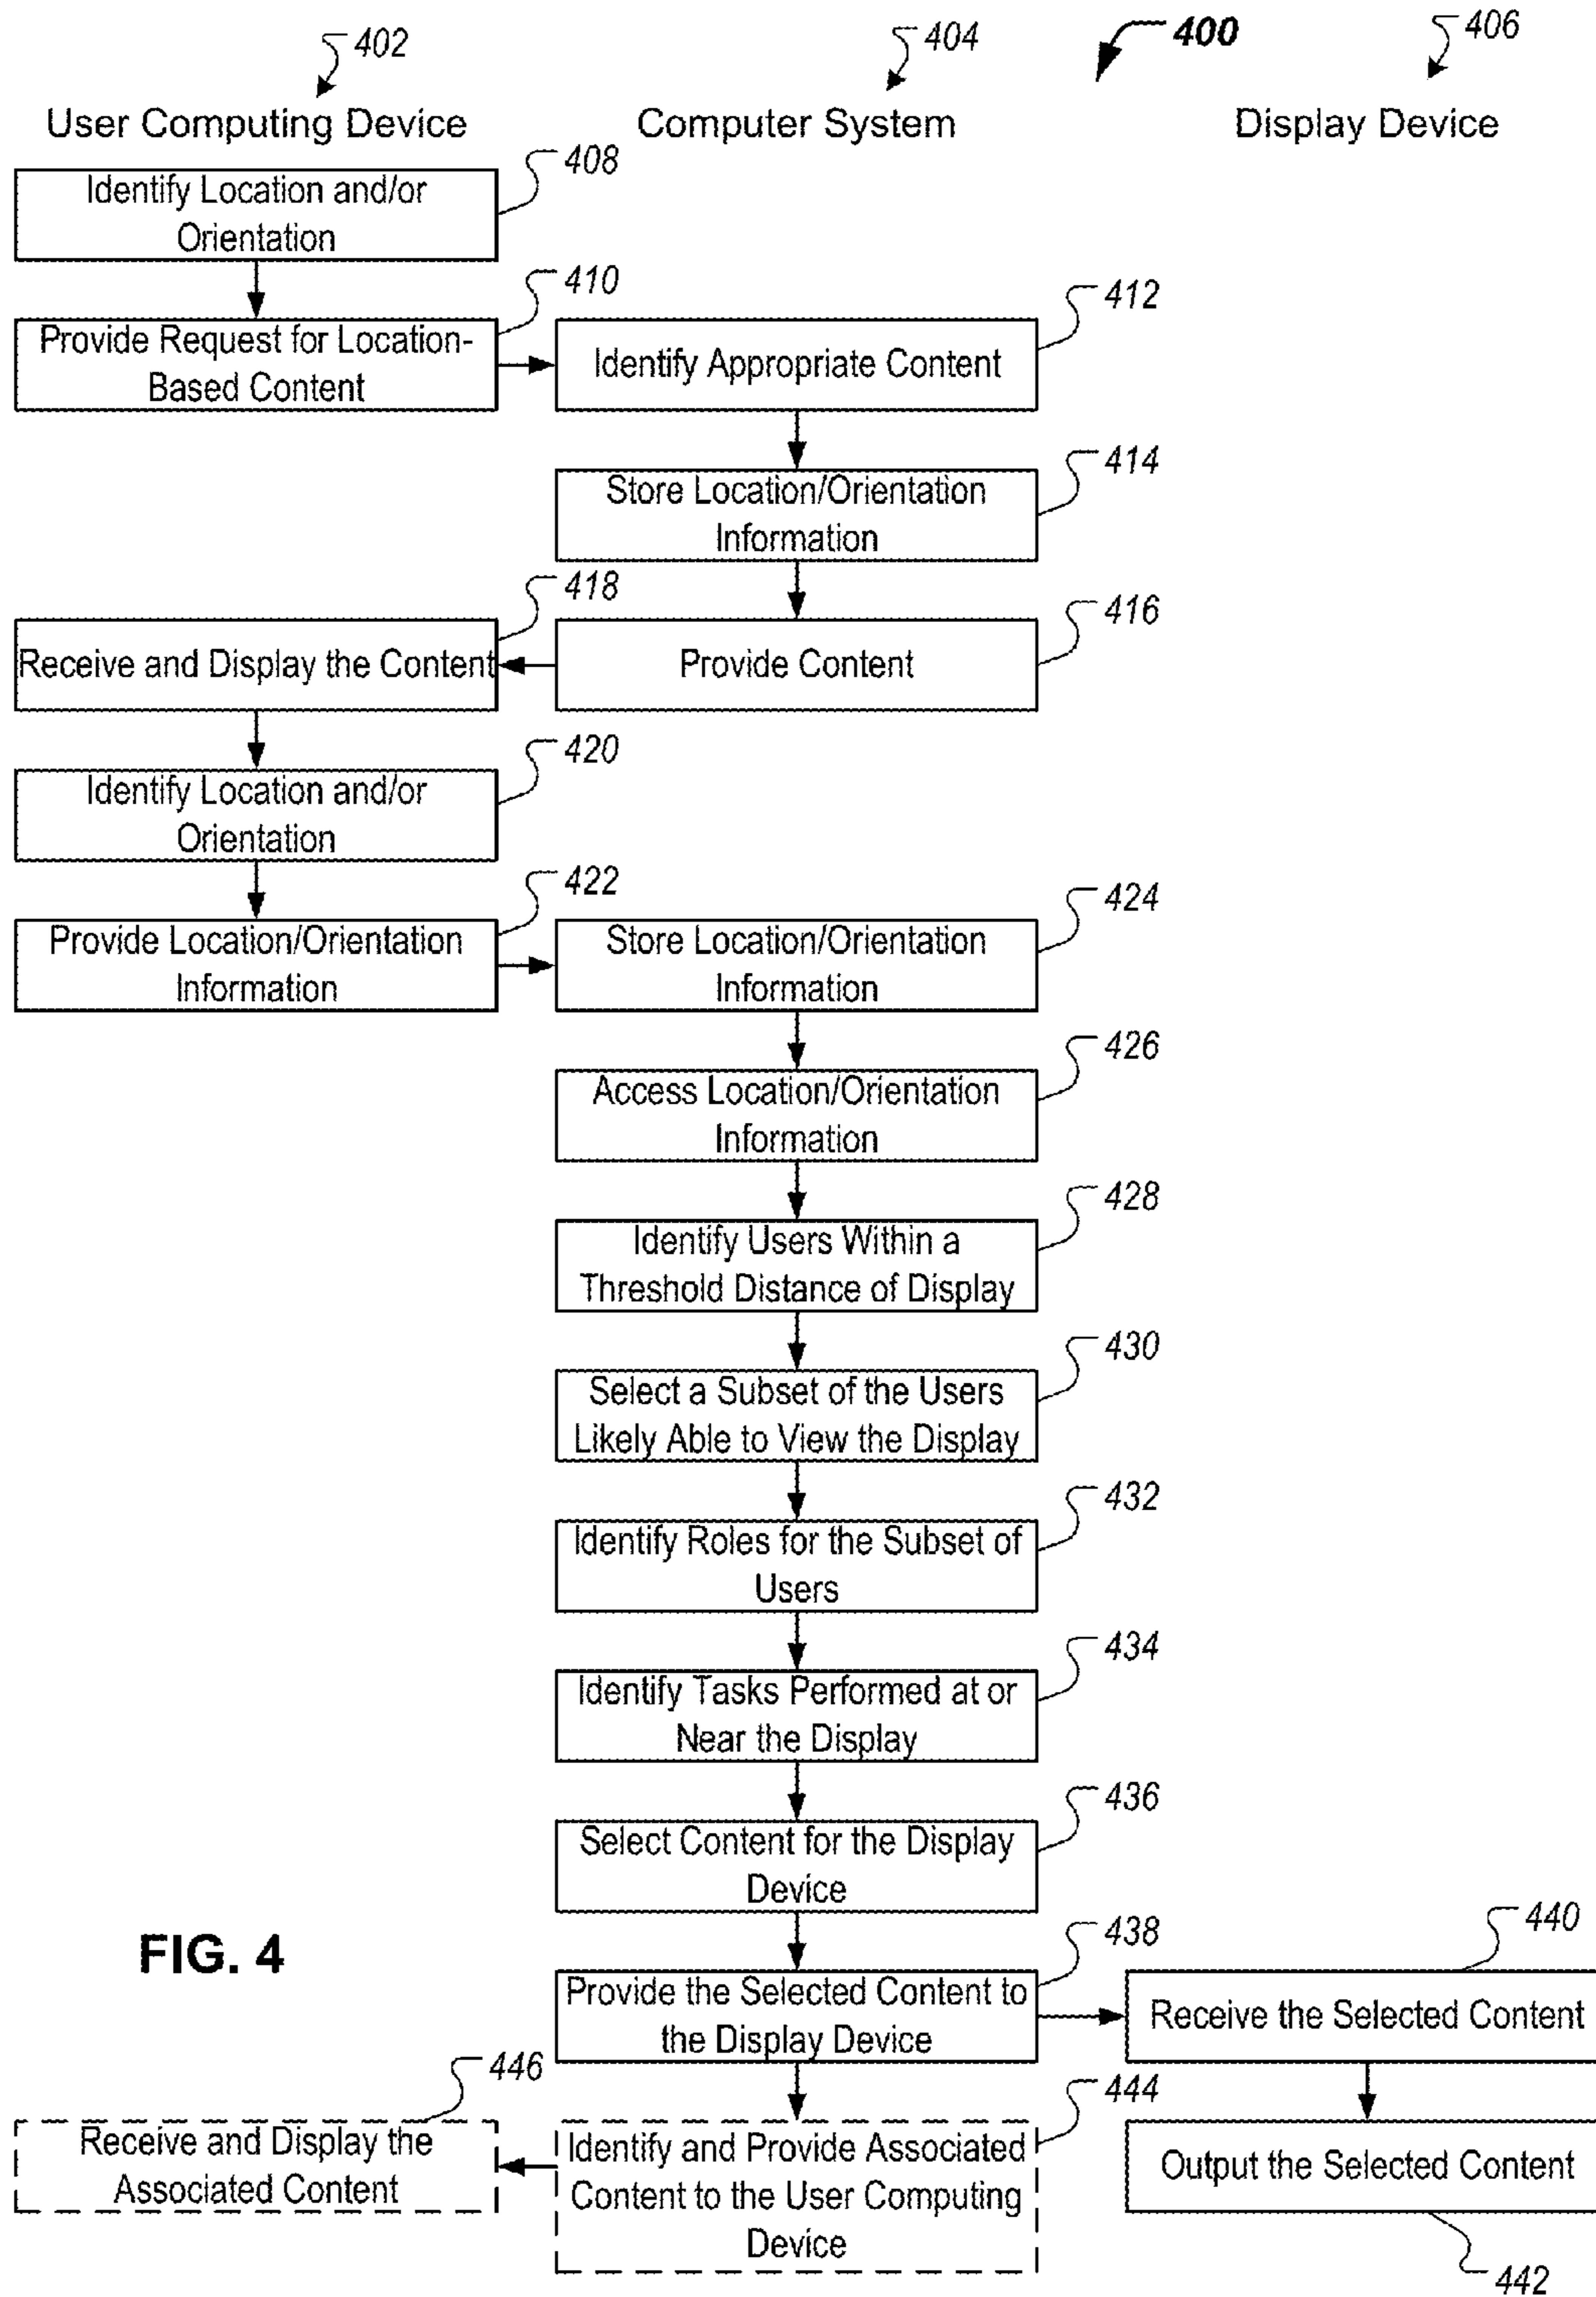 402
404
400
406
User Computing Device
Computer System
Display Device
408
Identify Location and/or
Orientation
410
Provide Request for Location-
Based Content
412
Identify Appropriate Content
414
Store Location/Orientation
Information
418
Receive and Display the Content
416
Provide Content
420
Identify Location and/or
Orientation
422
Provide Location/Orientation
Information
424
Store Location/Orientation
Information
426
Access Location/Orientation
Information
428
Identify Users Within a
Threshold Distance of Display
430
Select a Subset of the Users
Likely Able to View the Display
432
Identify Roles for the Subset of
Users
434
Identify Tasks Performed at or
Near the Display
436
Select Content for the Display
Device
FIG. 4
438
Provide the Selected Content to
the Display Device
440
Receive the Selected Content
446
Receive and Display the
Associated Content
444
Identify and Provide Associated
Content to the User Computing
Device
Output the Selected Content
442